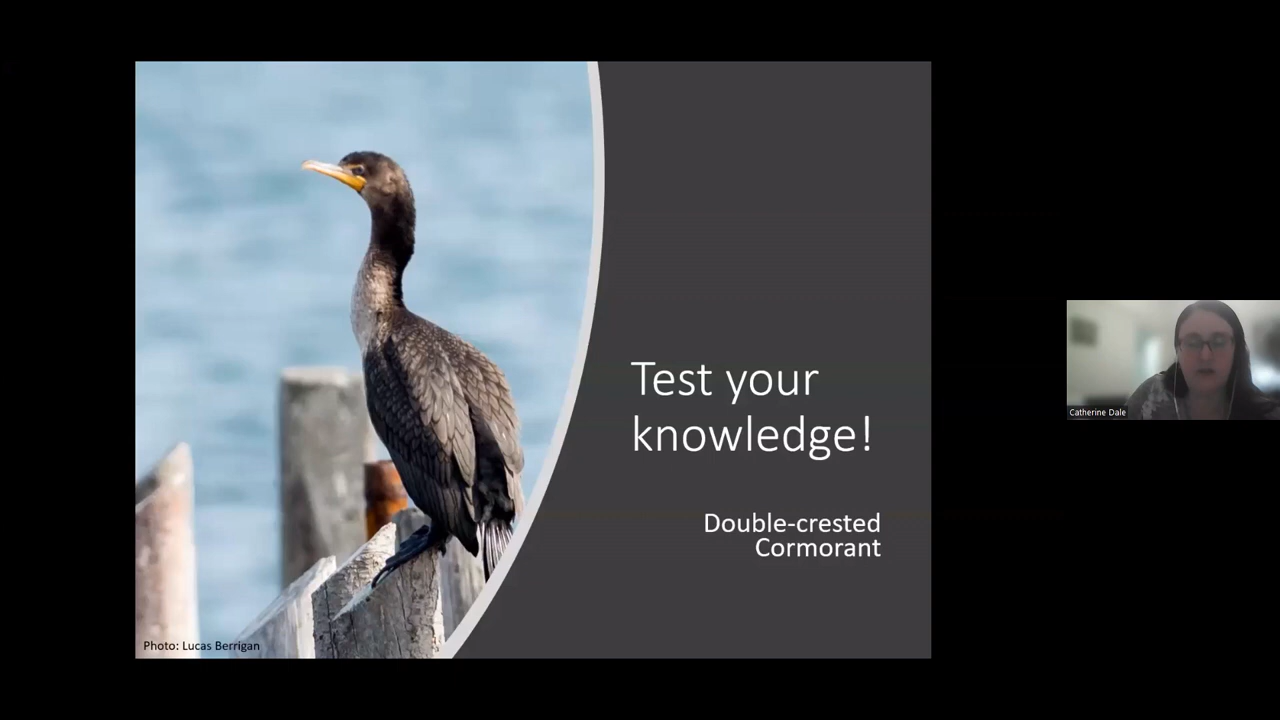 Test your
knowledge!
Double-crested
Cormorant
Photo: Lucas Berrigan
Catherine Dale